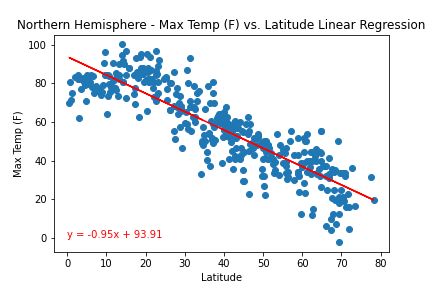 Northern Hemisphere - Max Temp (F) vs. Latitude Linear Regression
100
80
60
40
20
0
Max Temp (F)
y = -0.95x + 93.91
0 10 20 30 40 50 60 70 80
Latitude